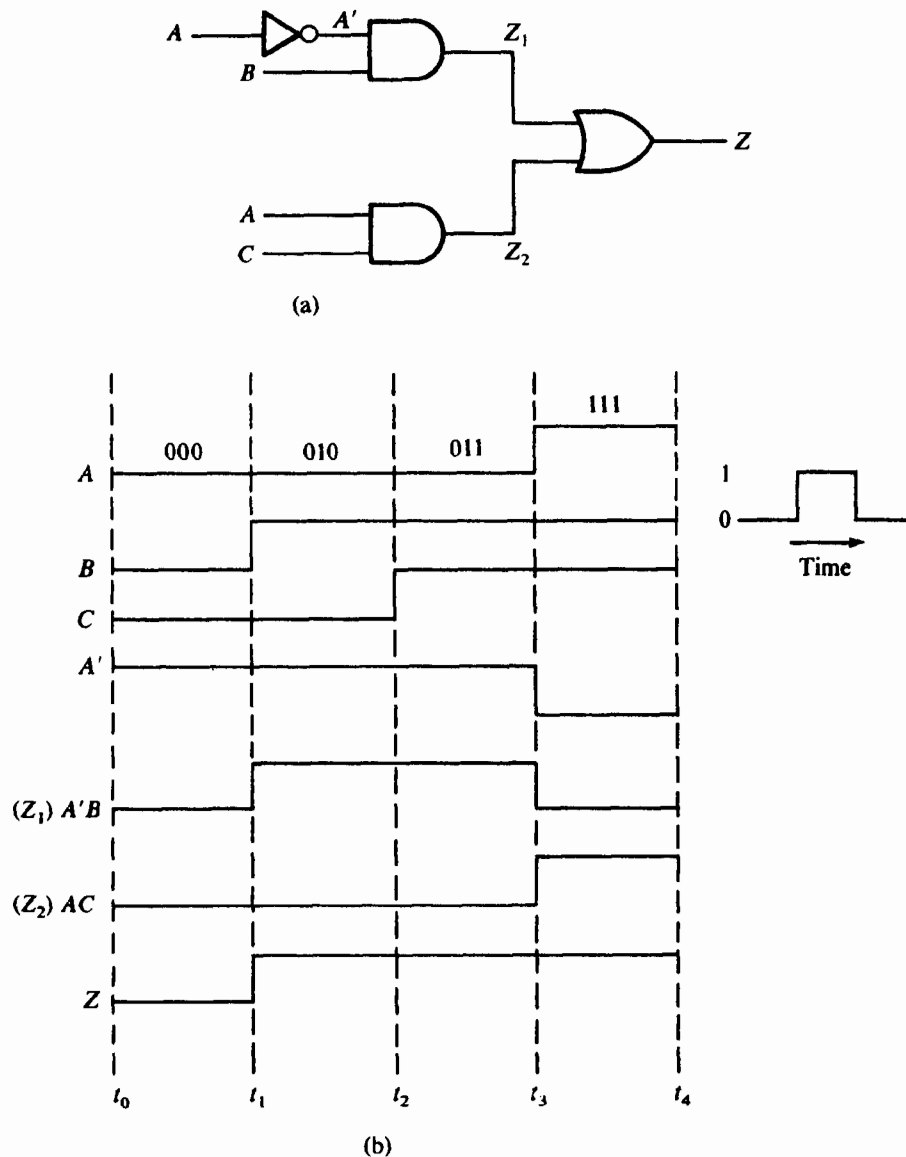 A
A'
Z₁
B
Z
A
C
Z₂
(a)
000 010 011 111
A
1
0
Time
B
C
A'
(Z₁) A'B
(Z₂) AC
Z
t₀ t₁ t₂ t₃ t₄
(b)